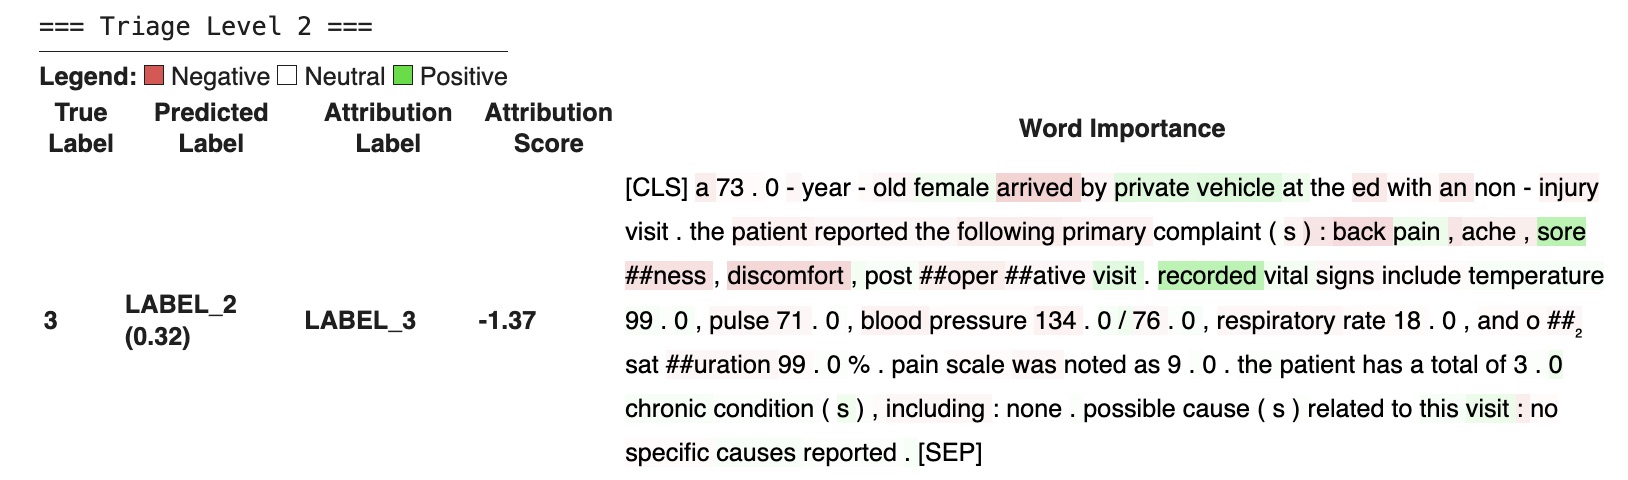 === Triage Level 2 ===
Legend: Negative Neutral Positive
True Label Predicted Label Attribution Label Attribution Score Word Importance
3 LABEL_2 (0.32) LABEL_3 -1.37
[CLS] a 73 . 0 - year - old female arrived by private vehicle at the ed with an non - injury
visit . the patient reported the following primary complaint ( s ) : back pain , ache , sore
##ness , discomfort , post ##oper ##ative visit . recorded vital signs include temperature
99 . 0 , pulse 71 . 0 , blood pressure 134 . 0 / 76 . 0 , respiratory rate 18 . 0 , and o ##₂
sat ##uration 99 . 0 % . pain scale was noted as 9 . 0 . the patient has a total of 3 . 0
chronic condition ( s ) , including : none . possible cause ( s ) related to this visit : no
specific causes reported . [SEP]